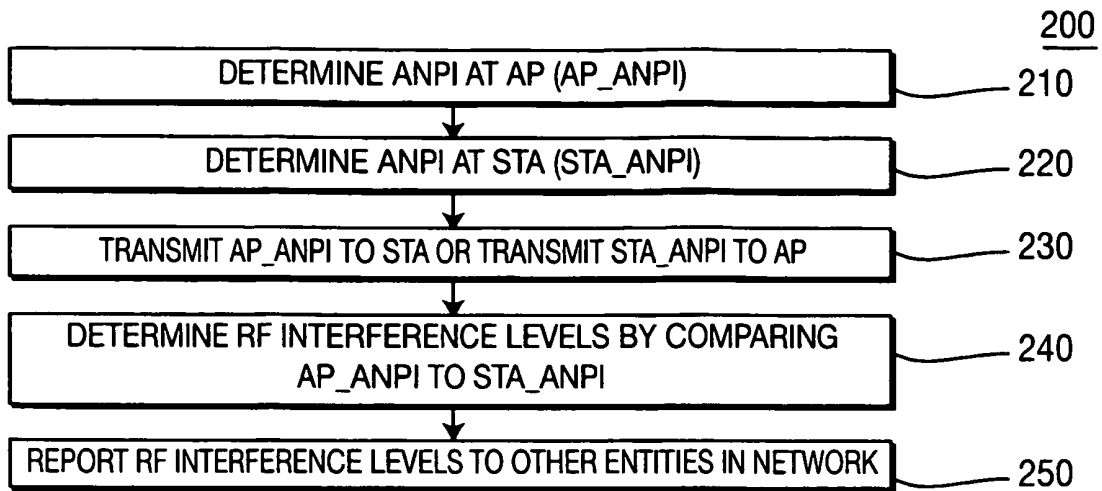 200
DETERMINE ANPI AT AP (AP_ANPI)
210
DETERMINE ANPI AT STA (STA_ANPI)
220
TRANSMIT AP_ANPI TO STA OR TRANSMIT STA_ANPI TO AP
230
DETERMINE RF INTERFERENCE LEVELS BY COMPARING
AP_ANPI TO STA_ANPI
240
REPORT RF INTERFERENCE LEVELS TO OTHER ENTITIES IN NETWORK
250